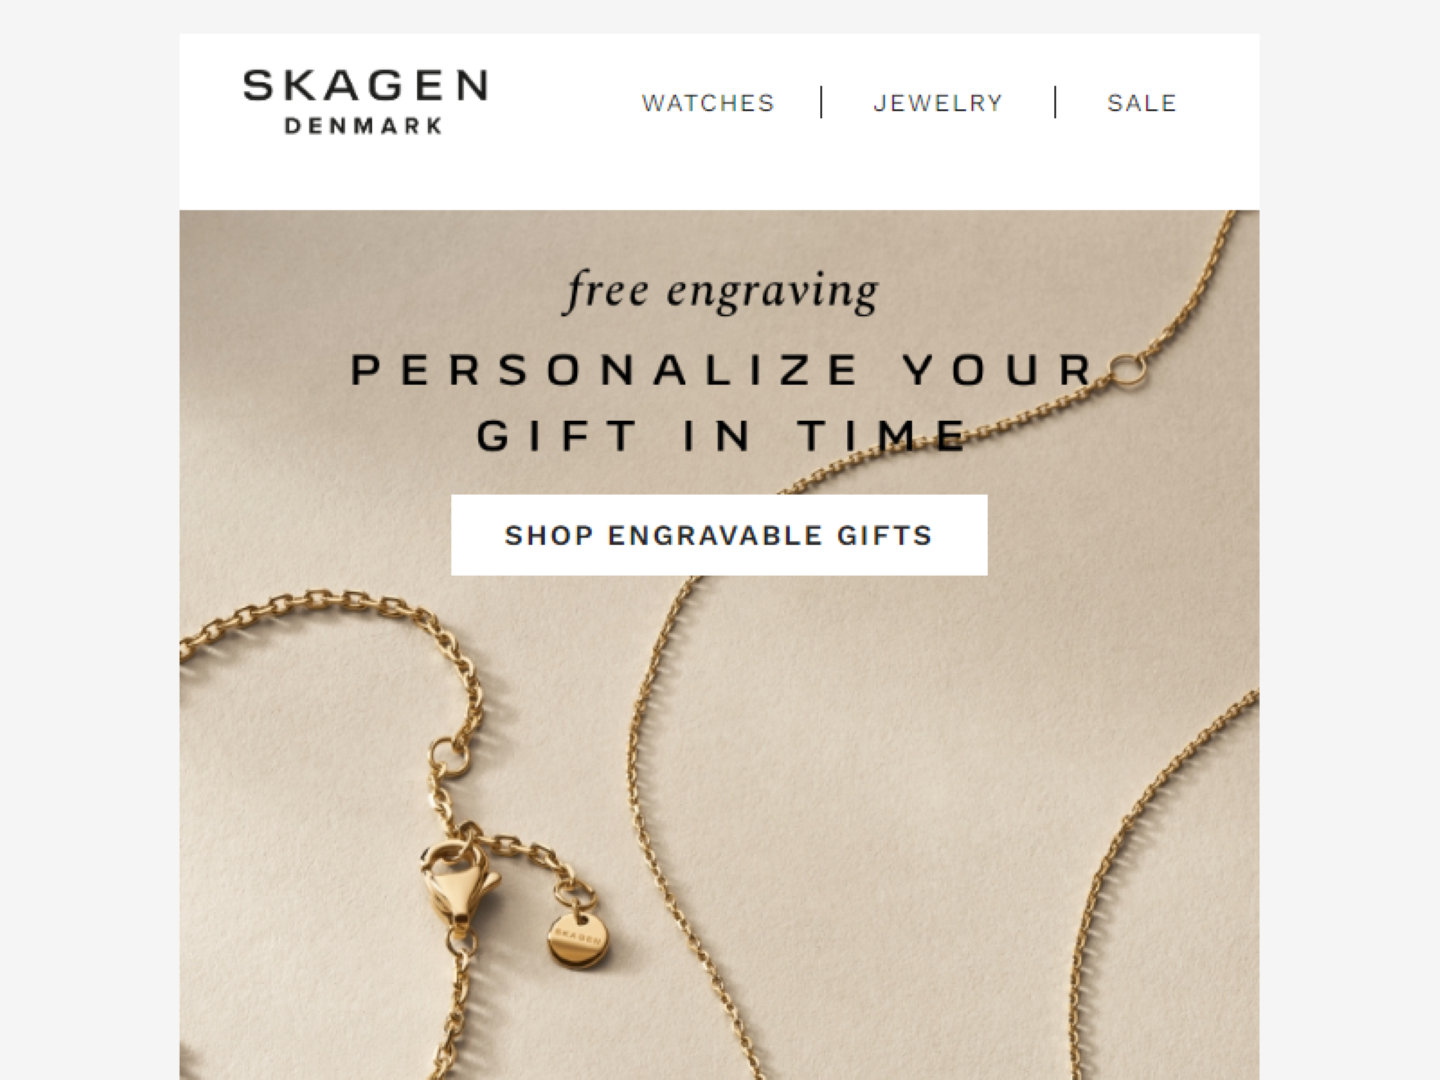 SKAGEN
DENMARK
WATCHES | JEWELRY | SALE
free engraving
PERSONALIZE YOUR
GIFT IN TIME
SHOP ENGRAVABLE GIFTS
SKAGEN